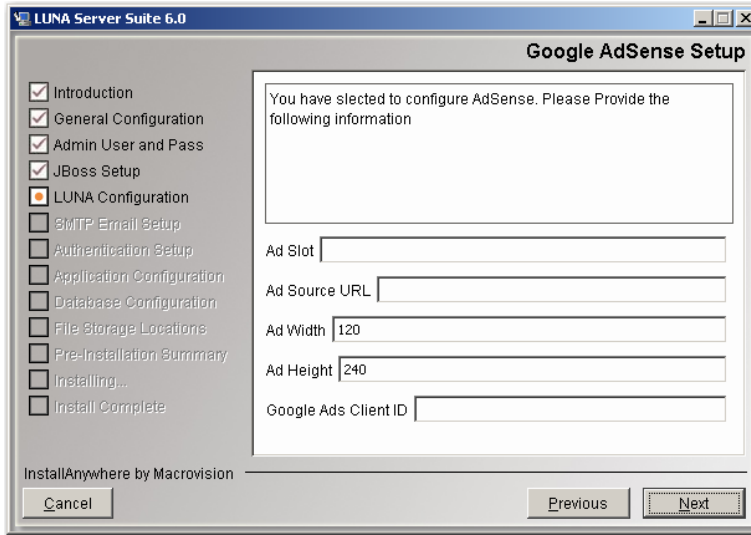 LUNA Server Suite 6.0
Google AdSense Setup
Introduction
General Configuration
Admin User and Pass
JBoss Setup
LUNA Configuration
SMTP Email Setup
Authentication Setup
Application Configuration
Database Configuration
File Storage Locations
Pre-Installation Summary
Installing...
Install Complete
You have slected to configure AdSense. Please Provide the
following information
Ad Slot
Ad Source URL
Ad Width 120
Ad Height 240
Google Ads Client ID
InstallAnywhere by Macrovision
Cancel
Previous
Next